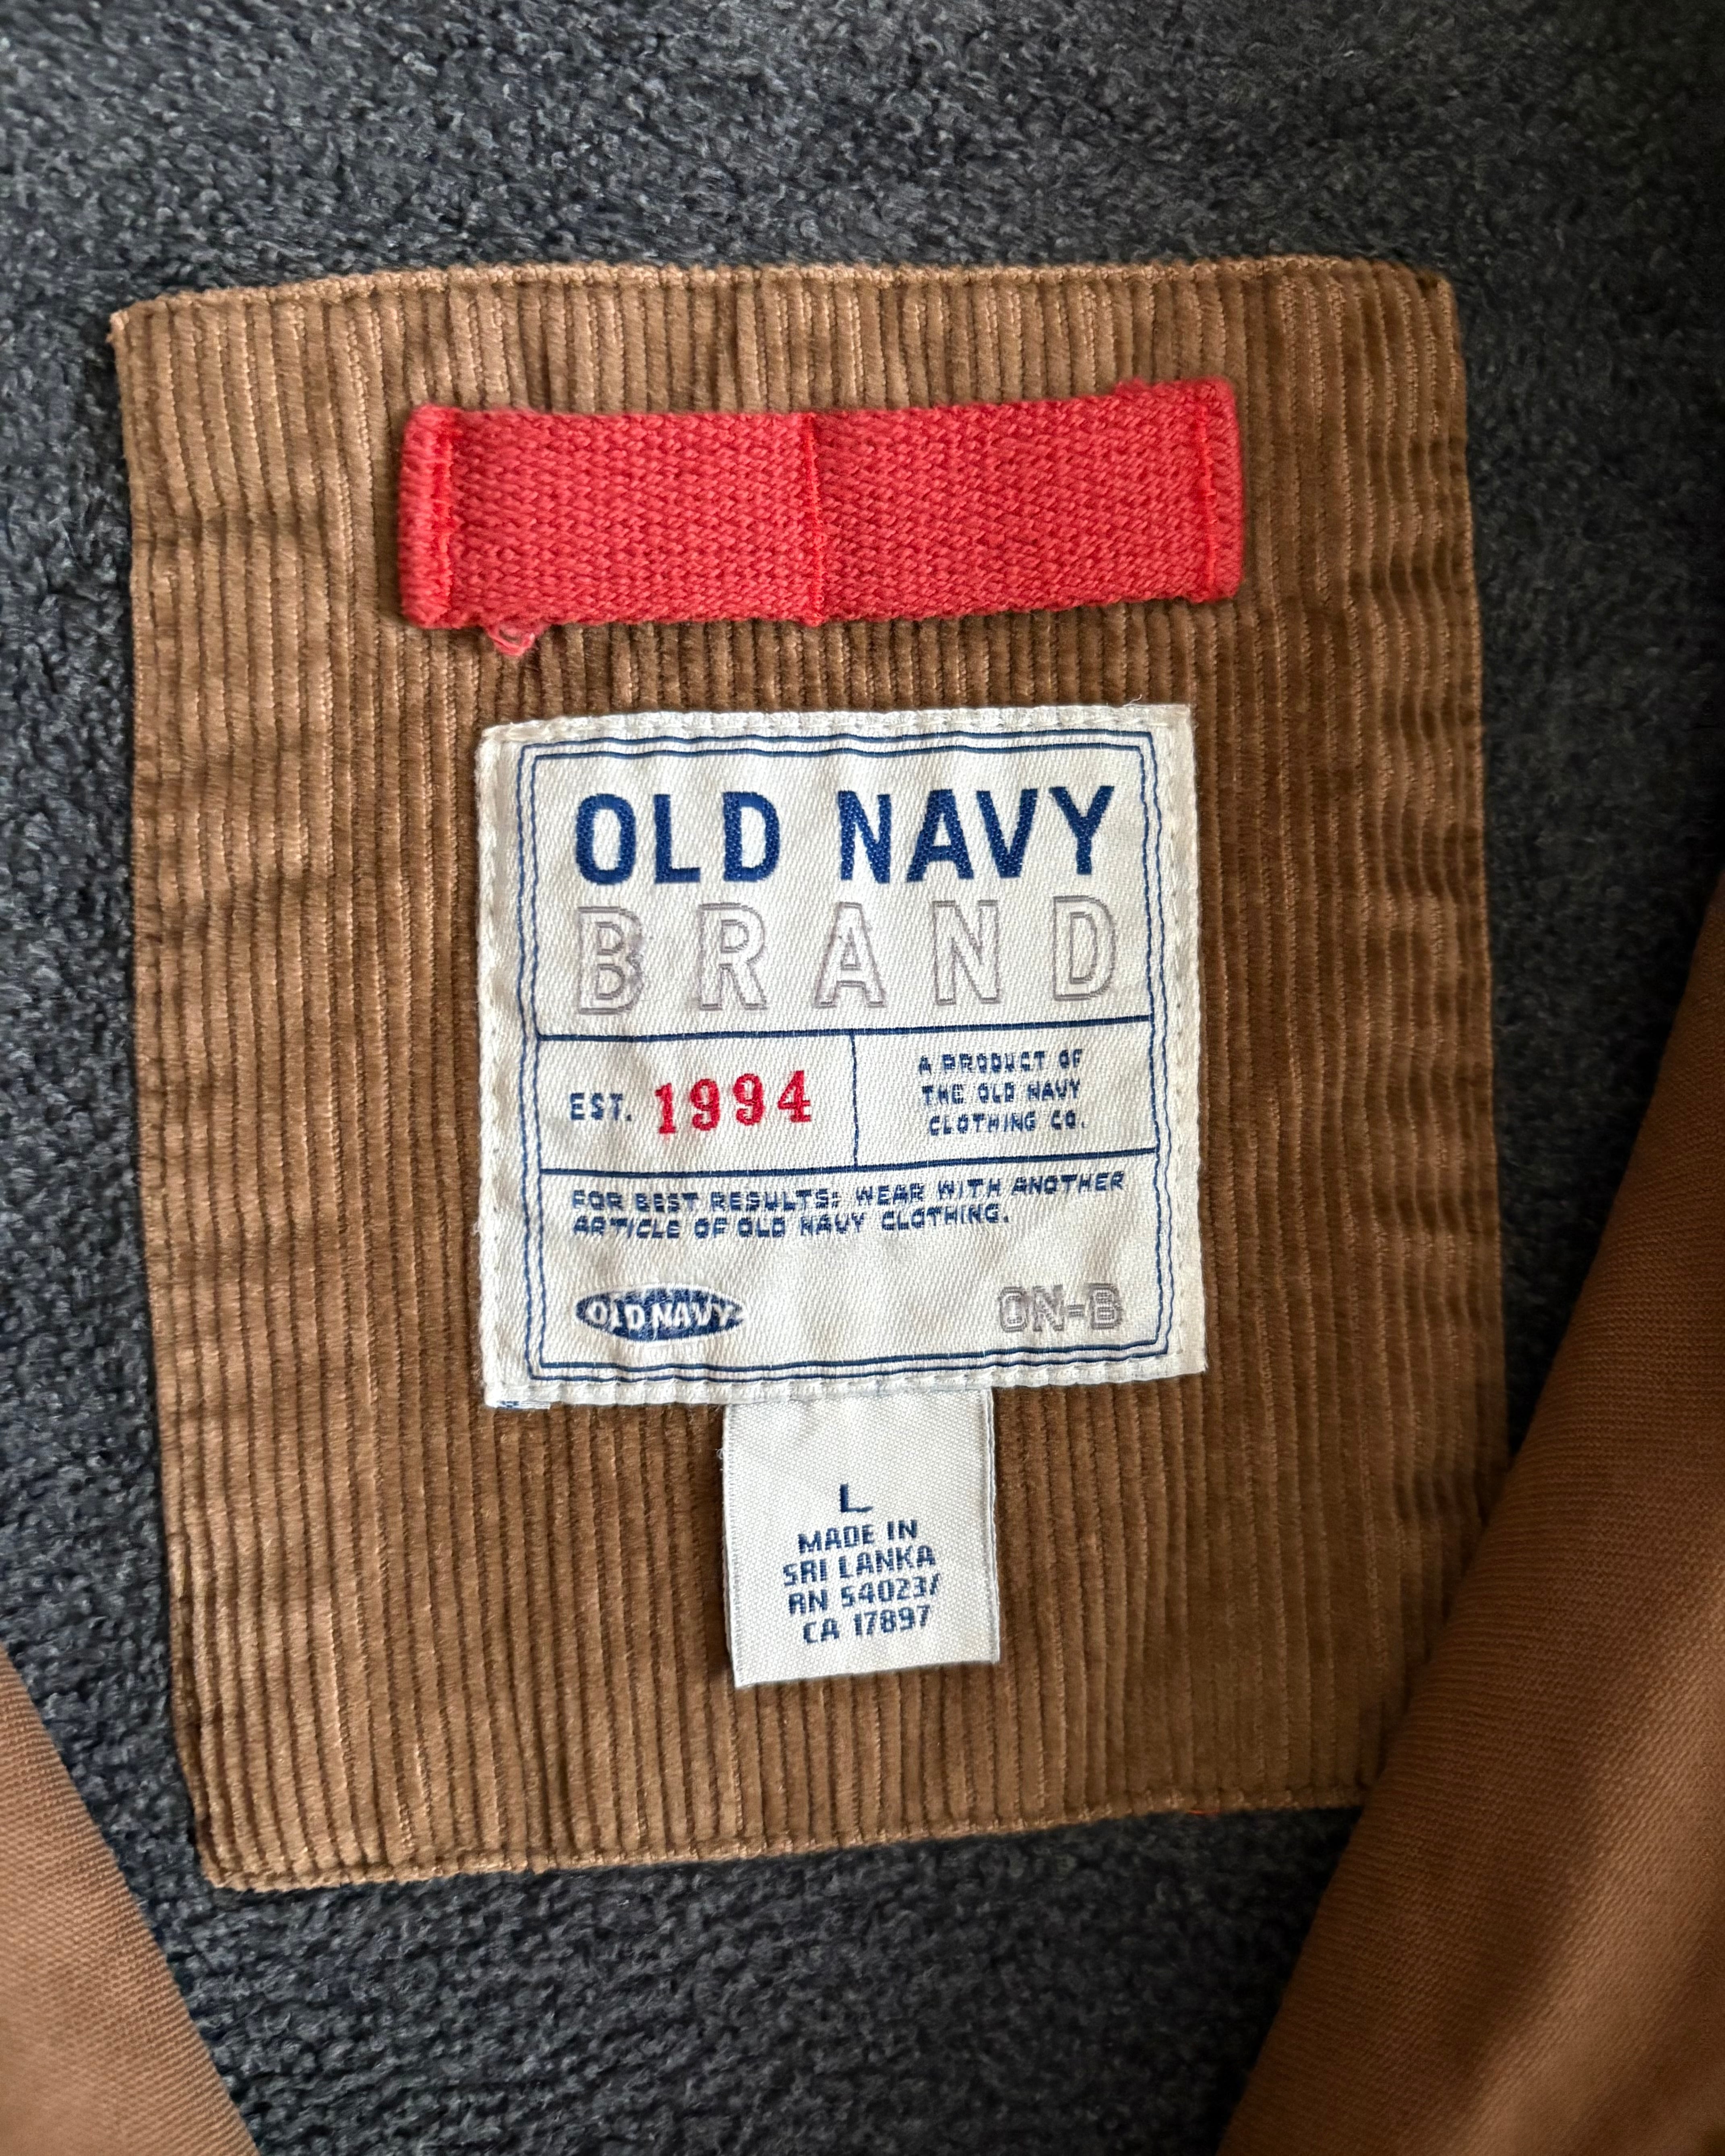 OLD NAVY
BRAND
EST. 1994
A PRODUCT OF
THE OLD NAVY
CLOTHING CO.
FOR BEST RESULTS: WEAR WITH ANOTHER
ARTICLE OF OLD NAVY CLOTHING.
OLD NAVY
ON-B
L
MADE IN
SRI LANKA
RN 54023/
CA 17897